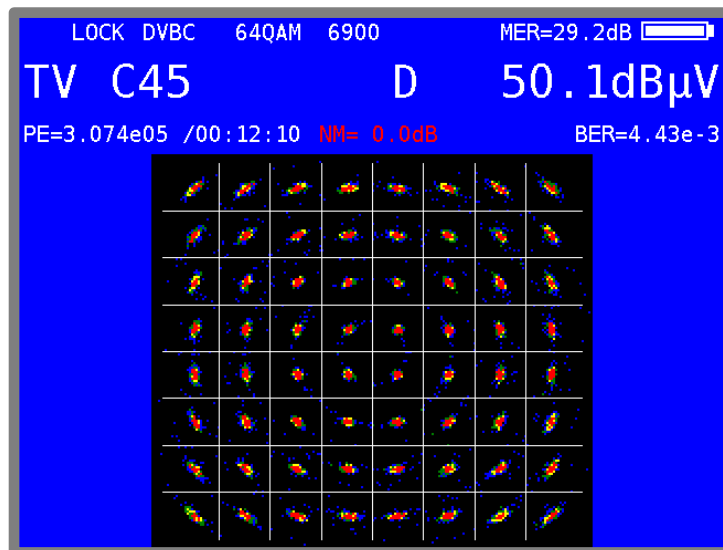 LOCK DVBC 64QAM 6900 MER=29.2dB
TV C45 D 50.1dBµV
PE=3.074e05 /00:12:10 NM= 0.0dB BER=4.43e-3